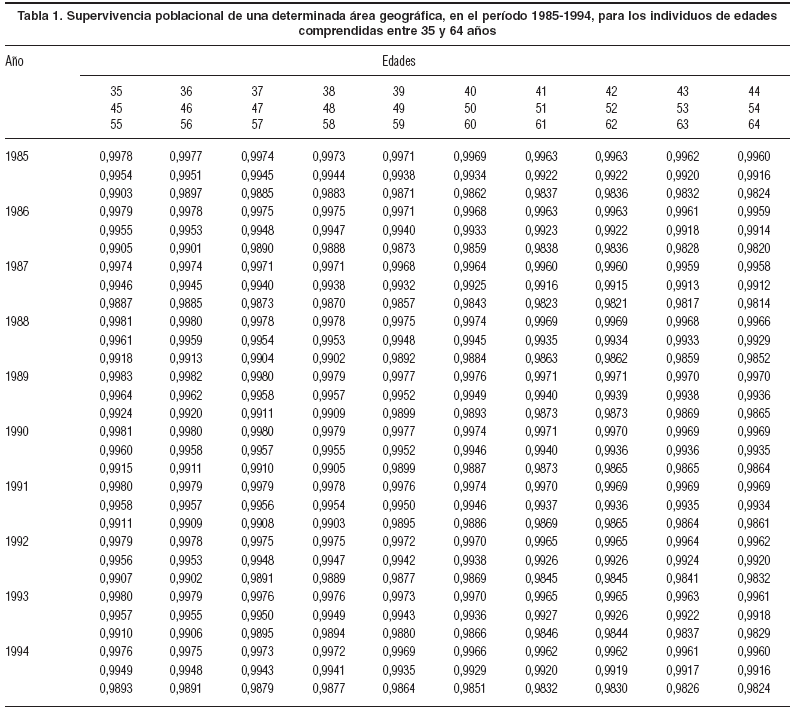 Tabla 1. Supervivencia poblacional de una determinada área geográfica, en el período 1985-1994, para los individuos de edades
comprendidas entre 35 y 64 años
Año Edades
35 36 37 38 39 40 41 42 43 44
45 46 47 48 49 50 51 52 53 54
55 56 57 58 59 60 61 62 63 64
1985 0,9978 0,9977 0,9974 0,9973 0,9971 0,9969 0,9963 0,9963 0,9962 0,9960
0,9954 0,9951 0,9945 0,9944 0,9938 0,9934 0,9922 0,9922 0,9920 0,9916
0,9903 0,9897 0,9885 0,9883 0,9871 0,9862 0,9837 0,9836 0,9832 0,9824
1986 0,9979 0,9978 0,9975 0,9975 0,9971 0,9968 0,9963 0,9963 0,9961 0,9959
0,9955 0,9953 0,9948 0,9947 0,9940 0,9933 0,9923 0,9922 0,9918 0,9914
0,9905 0,9901 0,9890 0,9888 0,9873 0,9859 0,9838 0,9836 0,9828 0,9820
1987 0,9974 0,9974 0,9971 0,9971 0,9968 0,9964 0,9960 0,9960 0,9959 0,9958
0,9946 0,9945 0,9940 0,9938 0,9932 0,9925 0,9916 0,9915 0,9913 0,9912
0,9887 0,9885 0,9873 0,9870 0,9857 0,9843 0,9823 0,9821 0,9817 0,9814
1988 0,9981 0,9980 0,9978 0,9978 0,9975 0,9974 0,9969 0,9969 0,9968 0,9966
0,9961 0,9959 0,9954 0,9953 0,9948 0,9945 0,9935 0,9934 0,9933 0,9929
0,9918 0,9913 0,9904 0,9902 0,9892 0,9884 0,9863 0,9862 0,9859 0,9852
1989 0,9983 0,9982 0,9980 0,9979 0,9977 0,9976 0,9971 0,9971 0,9970 0,9970
0,9964 0,9962 0,9958 0,9957 0,9952 0,9949 0,9940 0,9939 0,9938 0,9936
0,9924 0,9920 0,9911 0,9909 0,9899 0,9893 0,9873 0,9873 0,9869 0,9865
1990 0,9981 0,9980 0,9980 0,9979 0,9977 0,9974 0,9971 0,9970 0,9969 0,9969
0,9960 0,9958 0,9957 0,9955 0,9952 0,9946 0,9940 0,9936 0,9936 0,9935
0,9915 0,9911 0,9910 0,9905 0,9899 0,9887 0,9873 0,9865 0,9865 0,9864
1991 0,9980 0,9979 0,9979 0,9978 0,9976 0,9974 0,9970 0,9969 0,9969 0,9969
0,9958 0,9957 0,9956 0,9954 0,9950 0,9946 0,9937 0,9936 0,9935 0,9934
0,9911 0,9909 0,9908 0,9903 0,9895 0,9886 0,9869 0,9865 0,9864 0,9861
1992 0,9979 0,9978 0,9975 0,9975 0,9972 0,9970 0,9965 0,9965 0,9964 0,9962
0,9956 0,9953 0,9948 0,9947 0,9942 0,9938 0,9926 0,9926 0,9924 0,9920
0,9907 0,9902 0,9891 0,9889 0,9877 0,9869 0,9845 0,9845 0,9841 0,9832
1993 0,9980 0,9979 0,9976 0,9976 0,9973 0,9970 0,9965 0,9965 0,9963 0,9961
0,9957 0,9955 0,9950 0,9949 0,9943 0,9936 0,9927 0,9926 0,9922 0,9918
0,9910 0,9906 0,9895 0,9894 0,9880 0,9866 0,9846 0,9844 0,9837 0,9829
1994 0,9976 0,9975 0,9973 0,9972 0,9969 0,9966 0,9962 0,9962 0,9961 0,9960
0,9949 0,9948 0,9943 0,9941 0,9935 0,9929 0,9920 0,9919 0,9917 0,9916
0,9893 0,9891 0,9879 0,9877 0,9864 0,9851 0,9832 0,9830 0,9826 0,9824